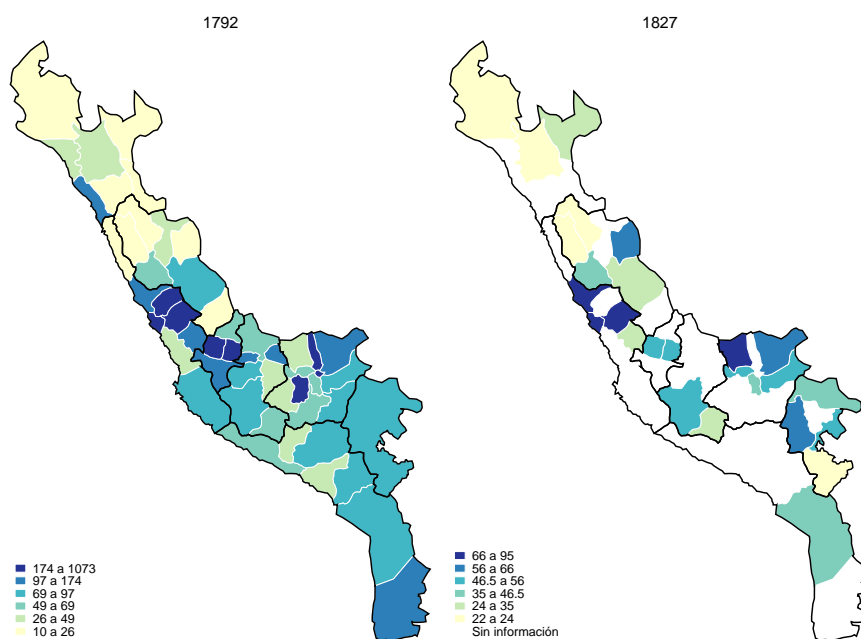 1792
1827
174 a 1073
97 a 174
69 a 97
49 a 69
26 a 49
10 a 26
66 a 95
56 a 66
46.5 a 56
35 a 46.5
24 a 35
22 a 24
Sin información